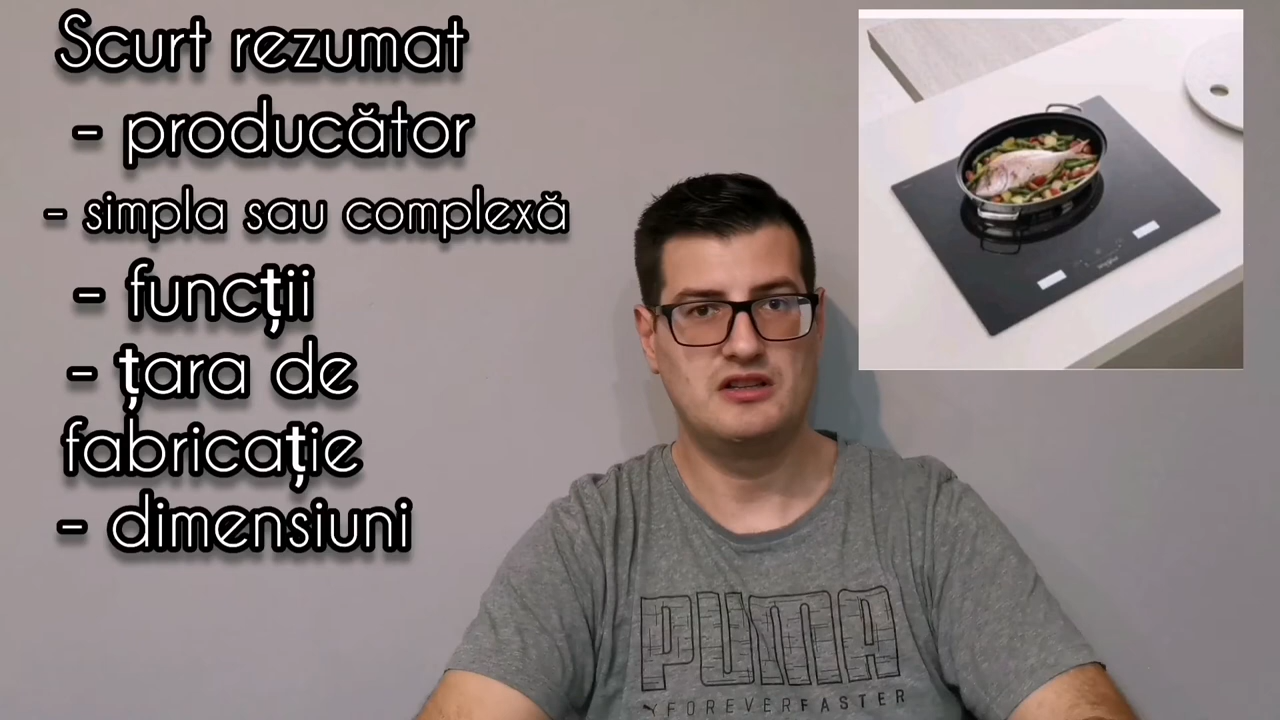 Scurt rezumat
- producător
- simpla sau complexă
- funcții
- țara de
fabricație
- dimensiuni
PUMA
FOREVERFASTER